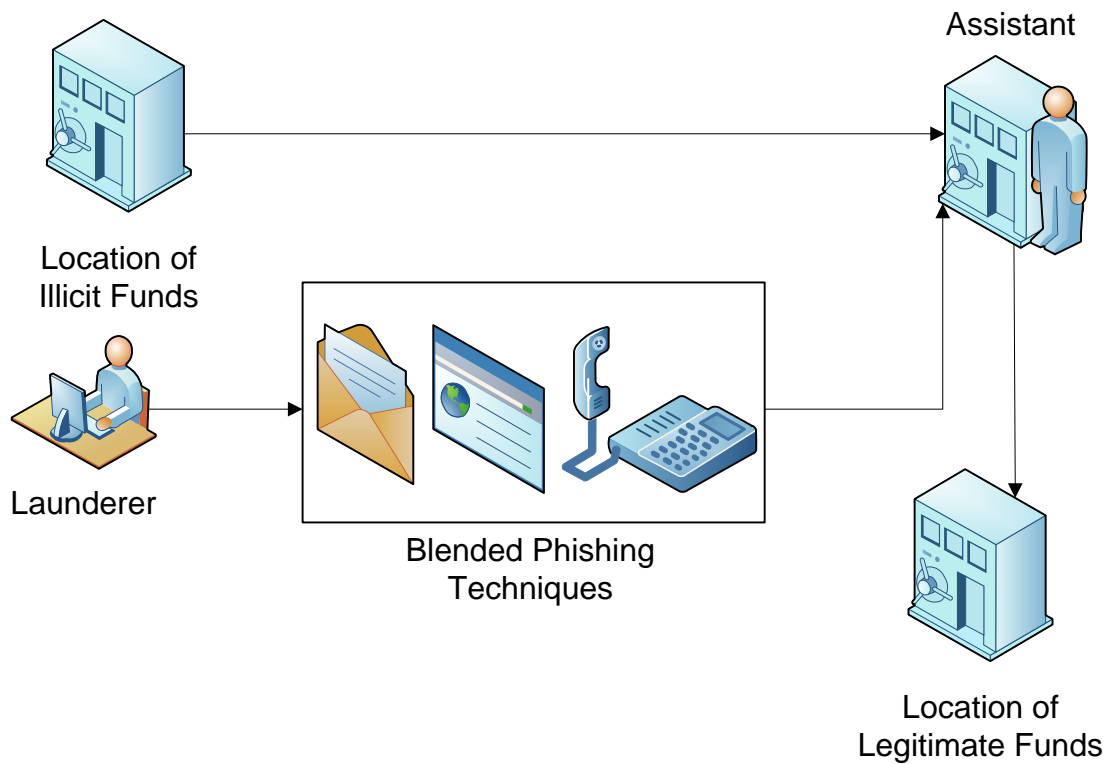 Assistant
Location of
Illicit Funds
Launderer
Blended Phishing
Techniques
Location of
Legitimate Funds